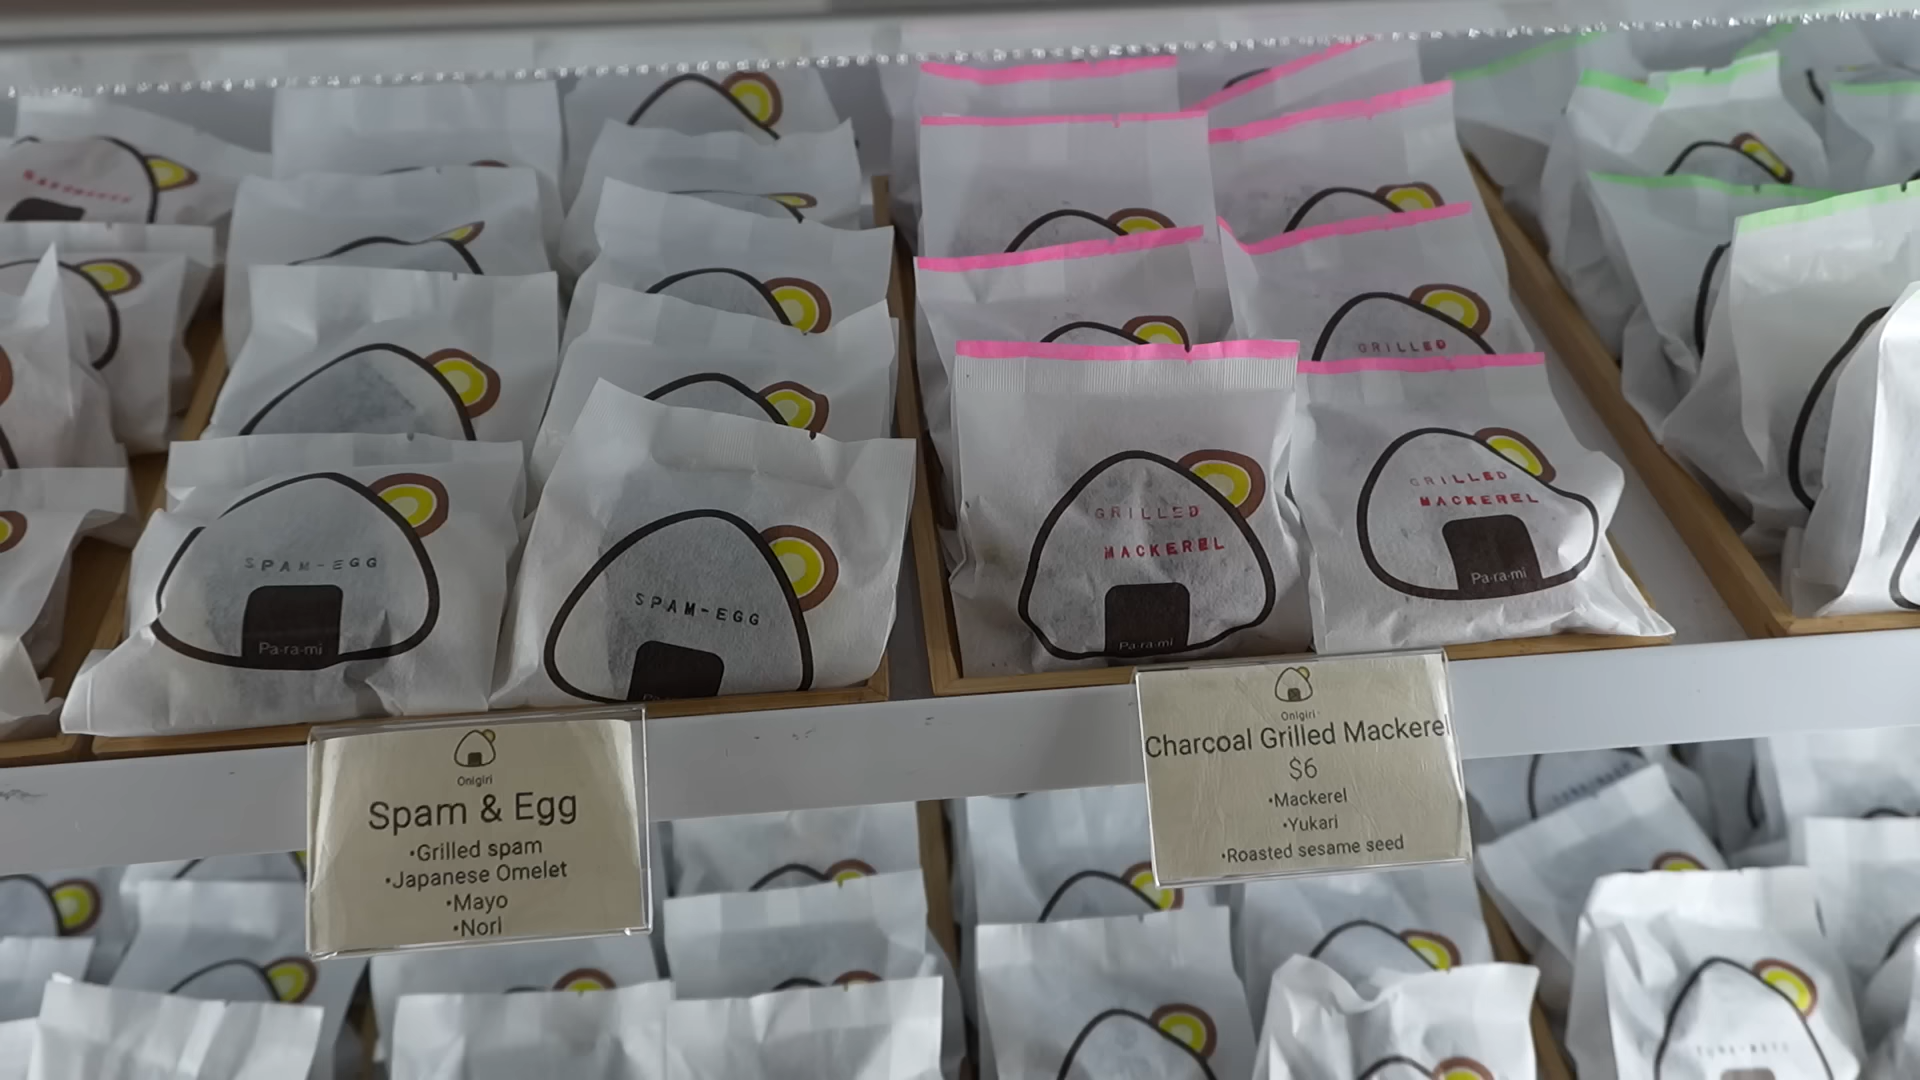 SPAM-EGG
Pa·ra·mi
SPAM-EGG
GRILLED
GRILLED
MACKEREL
Pa·ra·mi
GRILLED
MACKEREL
Pa·ra·mi
Onigiri
Spam & Egg
•Grilled spam
•Japanese Omelet
•Mayo
•Nori
Onigiri
Charcoal Grilled Mackerel
$6
•Mackerel
•Yukari
•Roasted sesame seed